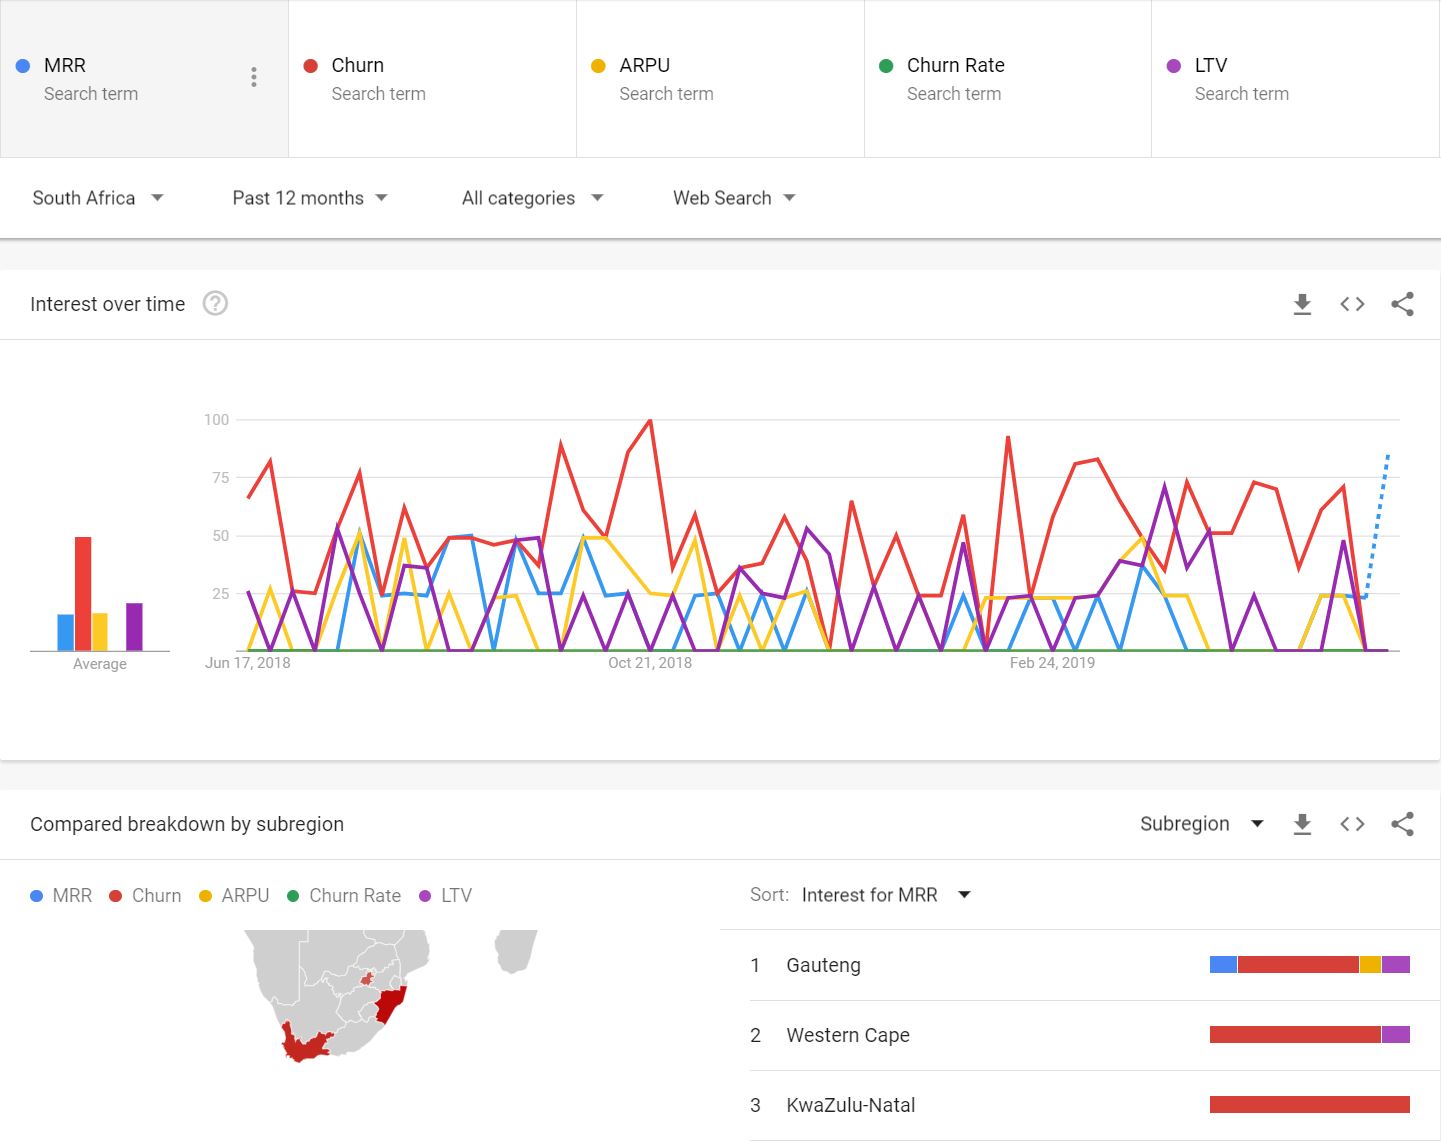 MRR Churn ARPU Churn Rate LTV
Search term Search term Search term Search term Search term
South Africa Past 12 months All categories Web Search
Interest over time ?
100
75
50
25
Average Jun 17, 2018 Oct 21, 2018 Feb 24, 2019
Compared breakdown by subregion Subregion
MRR Churn ARPU Churn Rate LTV
Sort: Interest for MRR
1 Gauteng
2 Western Cape
3 KwaZulu-Natal